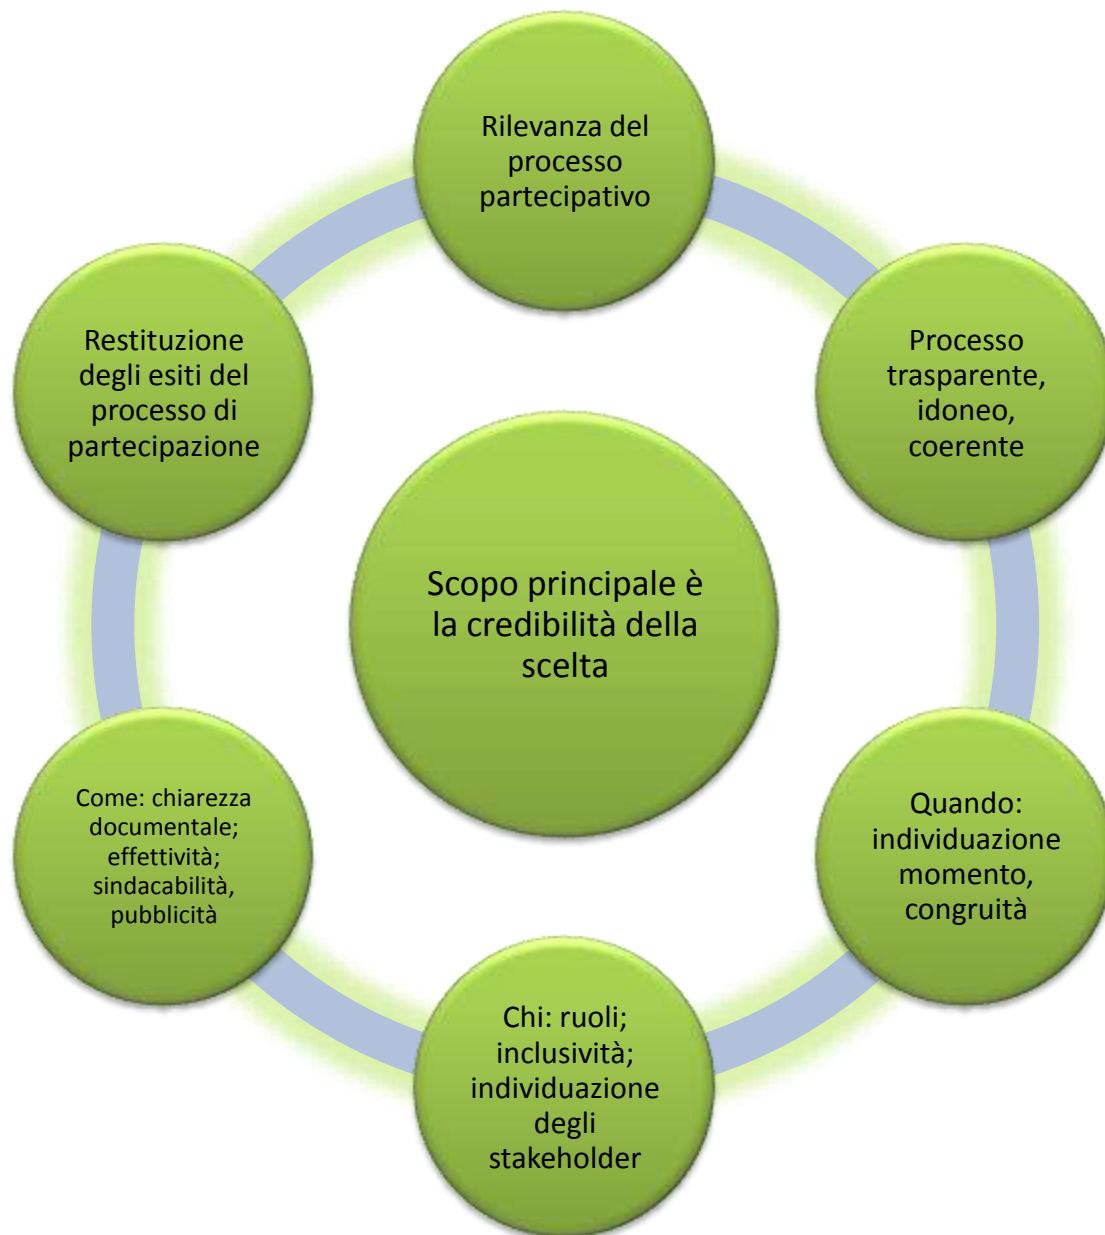 Rilevanza del
processo
partecipativo
Processo
trasparente,
idoneo,
coerente
Quando:
individuazione
momento,
congruità
Chi: ruoli;
inclusività;
individuazione
degli
stakeholder
Come: chiarezza
documentale;
effettività;
sindacabilità,
pubblicità
Restituzione
degli esiti del
processo di
partecipazione
Scopo principale è
la credibilità della
scelta